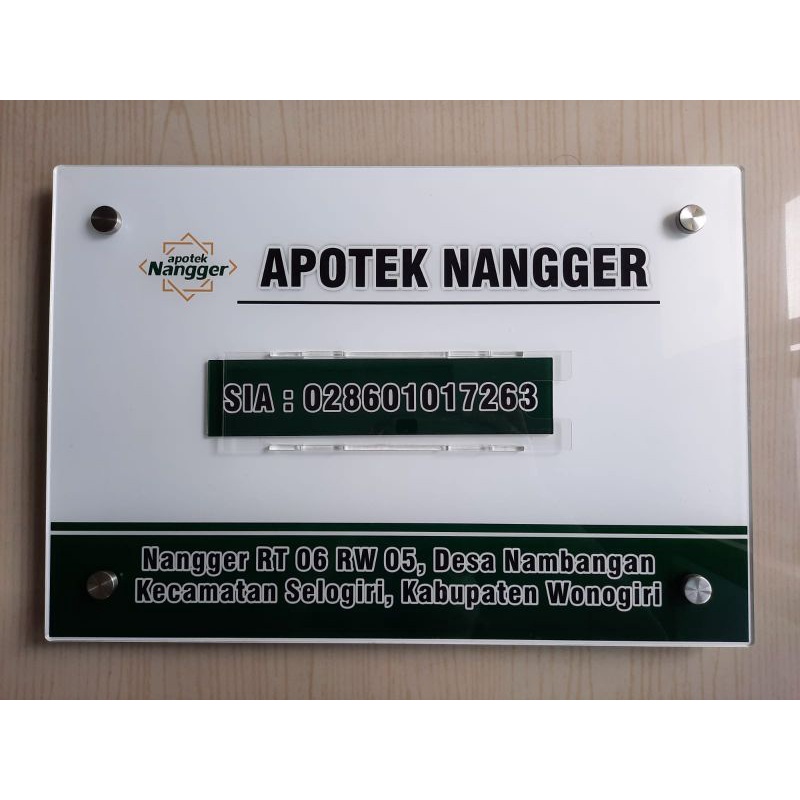 apotek
Nangger
APOTEK NANGGER
SIA : 028601017263
Nangger RT 06 RW 05, Desa Nambangan
Kecamatan Selogiri, Kabupaten Wonogiri